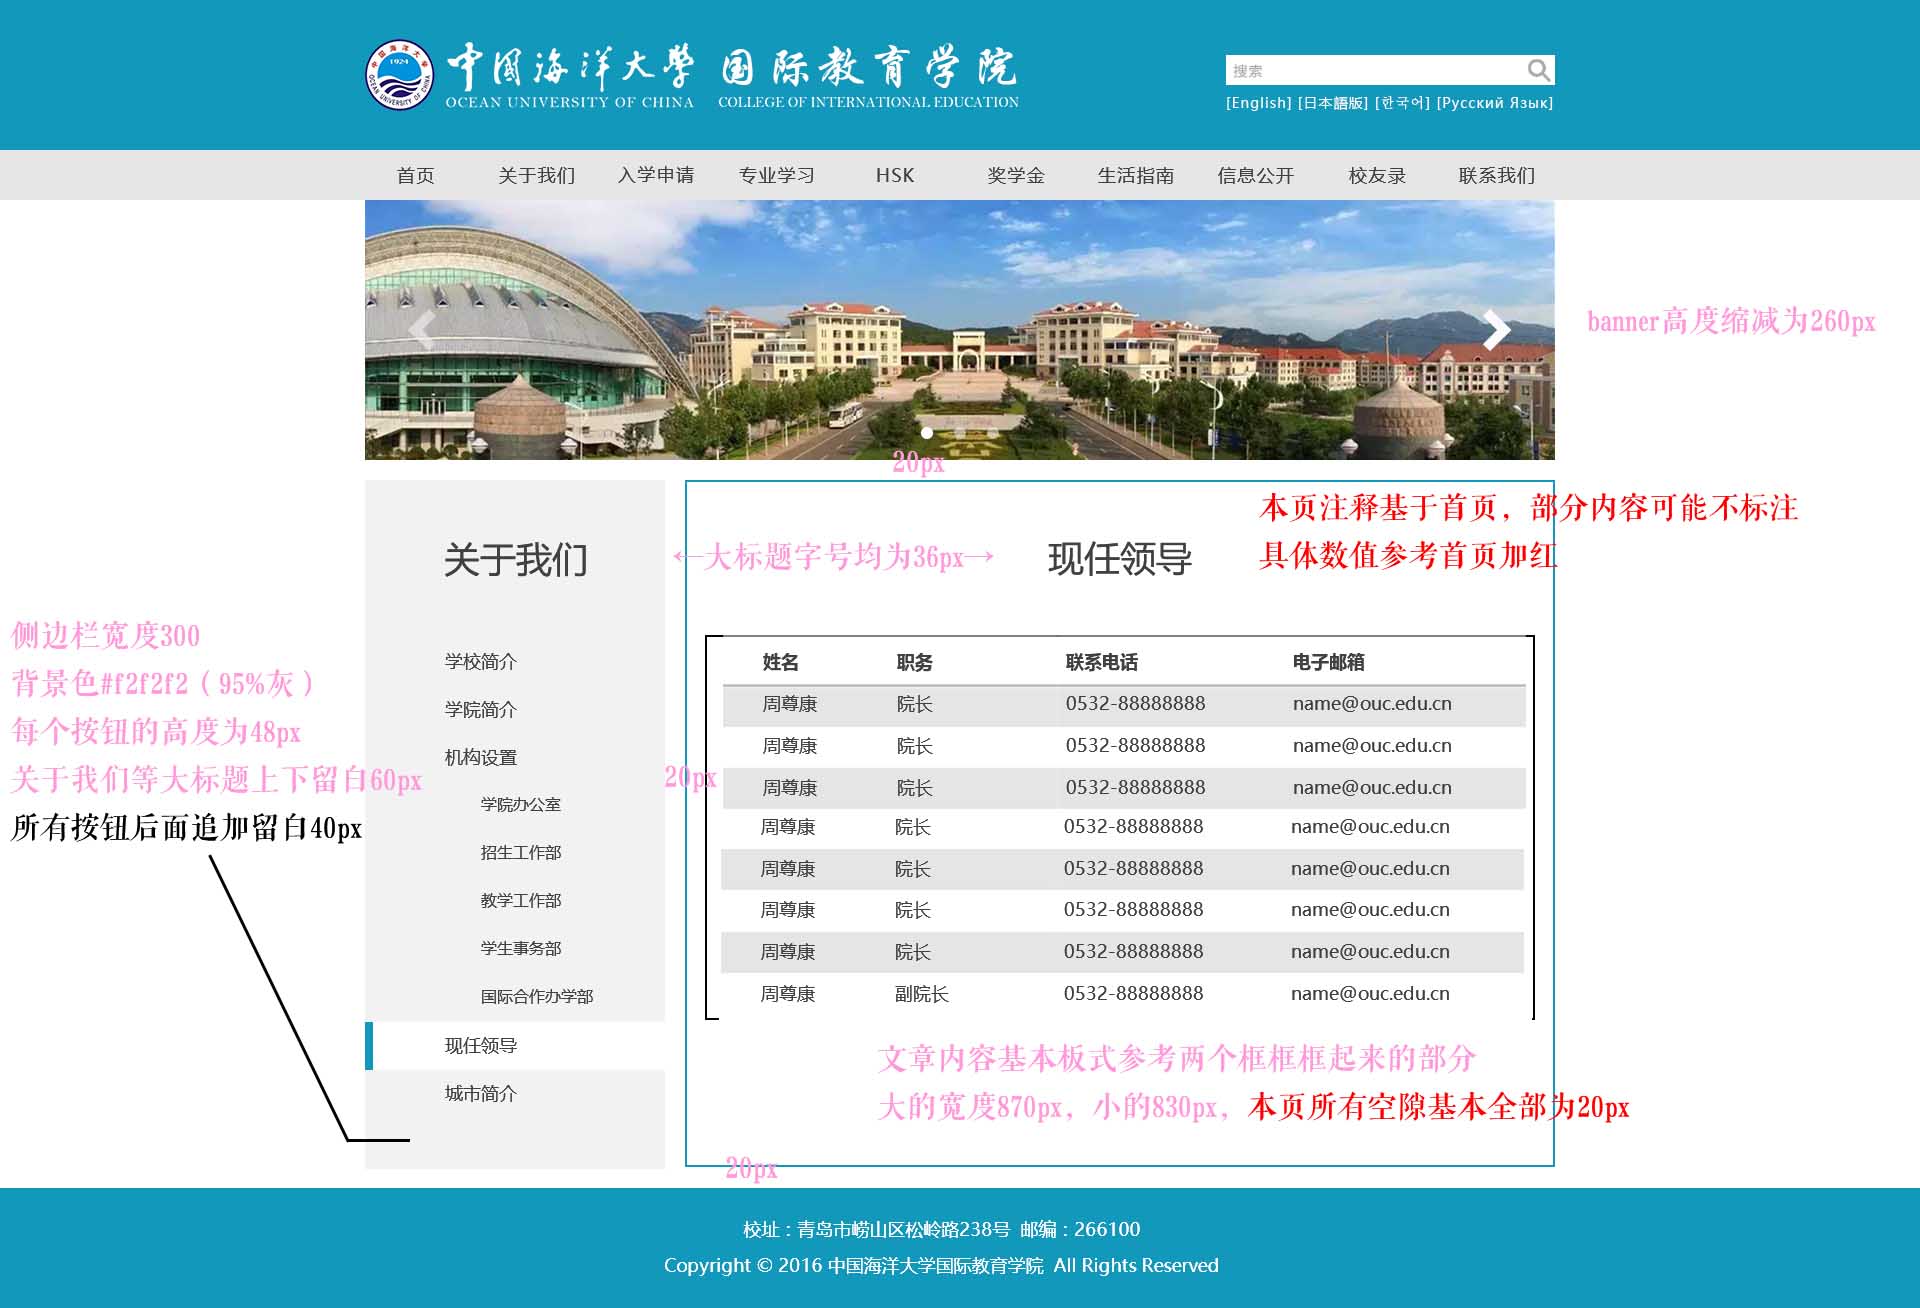 中国海洋大學 国际教育学院
OCEAN UNIVERSITY OF CHINA COLLEGE OF INTERNATIONAL EDUCATION
中国海洋大学
1924
OCEAN UNIVERSITY OF CHINA
搜索
[English] [日本語版] [한국어] [Русский Язык]
首页 关于我们 入学申请 专业学习 HSK 奖学金 生活指南 信息公开 校友录 联系我们
banner高度缩减为260px
20px
本页注释基于首页，部分内容可能不标注
具体数值参考首页加红
关于我们
←大标题字号均为36px→
现任领导
侧边栏宽度300
背景色#f2f2f2（95%灰）
每个按钮的高度为48px
关于我们等大标题上下留白60px
所有按钮后面追加留白40px
学校简介
学院简介
机构设置
学院办公室
招生工作部
教学工作部
学生事务部
国际合作办学部
现任领导
城市简介
20px
姓名 职务 联系电话 电子邮箱
周尊康 院长 0532-88888888 name@ouc.edu.cn
周尊康 院长 0532-88888888 name@ouc.edu.cn
周尊康 院长 0532-88888888 name@ouc.edu.cn
周尊康 院长 0532-88888888 name@ouc.edu.cn
周尊康 院长 0532-88888888 name@ouc.edu.cn
周尊康 院长 0532-88888888 name@ouc.edu.cn
周尊康 院长 0532-88888888 name@ouc.edu.cn
周尊康 副院长 0532-88888888 name@ouc.edu.cn
文章内容基本板式参考两个框框框起来的部分
大的宽度870px，小的830px，本页所有空隙基本全部为20px
20px
校址：青岛市崂山区松岭路238号 邮编：266100
Copyright © 2016 中国海洋大学国际教育学院 All Rights Reserved